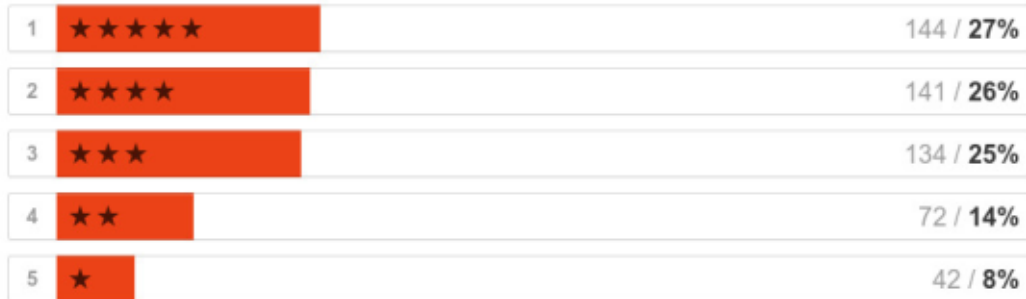 1 ★★★★★ 144 / 27%
2 ★★★★ 141 / 26%
3 ★★★ 134 / 25%
4 ★★ 72 / 14%
5 ★ 42 / 8%